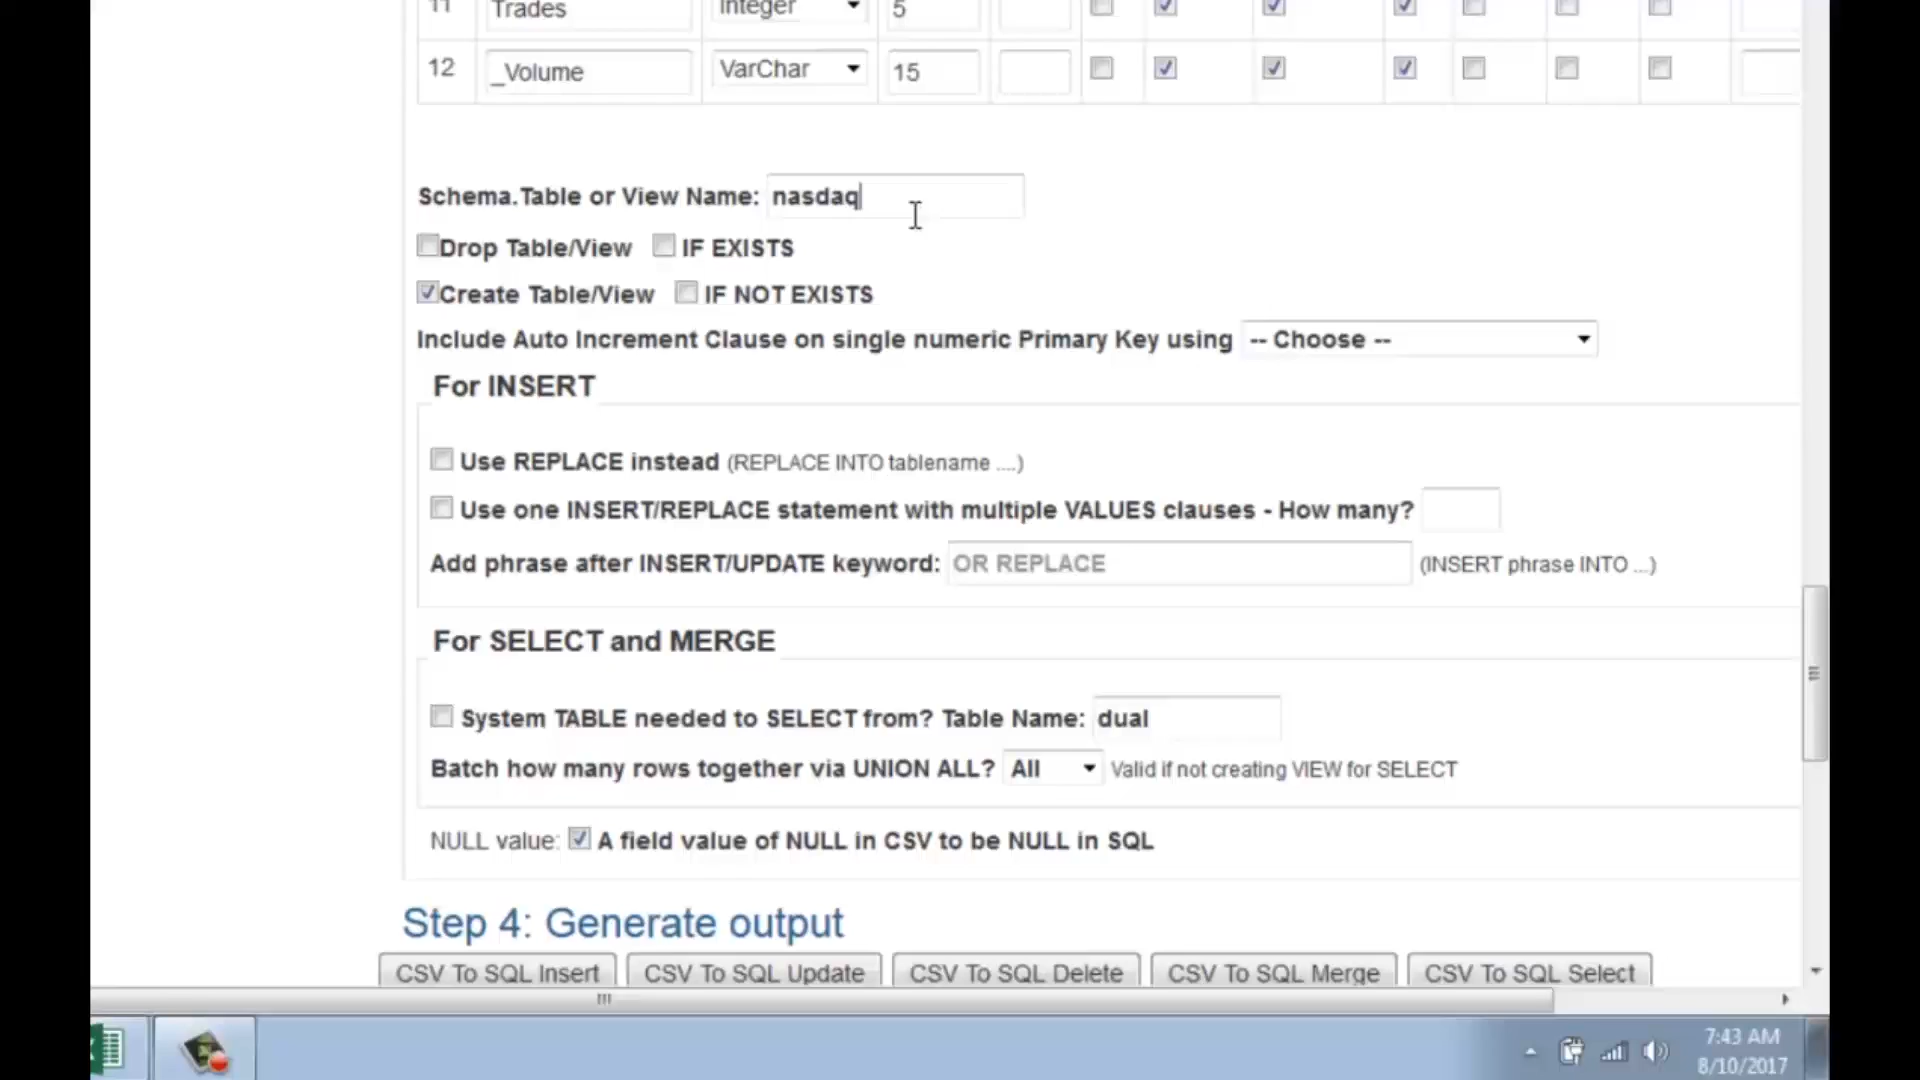 11 Trades Integer 5
12 _Volume VarChar 15
Schema.Table or View Name: nasdaq
Drop Table/View IF EXISTS
Create Table/View IF NOT EXISTS
Include Auto Increment Clause on single numeric Primary Key using -- Choose --
For INSERT
Use REPLACE instead (REPLACE INTO tablename ....)
Use one INSERT/REPLACE statement with multiple VALUES clauses - How many?
Add phrase after INSERT/UPDATE keyword: OR REPLACE (INSERT phrase INTO ...)
For SELECT and MERGE
System TABLE needed to SELECT from? Table Name: dual
Batch how many rows together via UNION ALL? All Valid if not creating VIEW for SELECT
NULL value: A field value of NULL in CSV to be NULL in SQL
Step 4: Generate output
CSV To SQL Insert CSV To SQL Update CSV To SQL Delete CSV To SQL Merge CSV To SQL Select
7:43 AM
8/10/2017